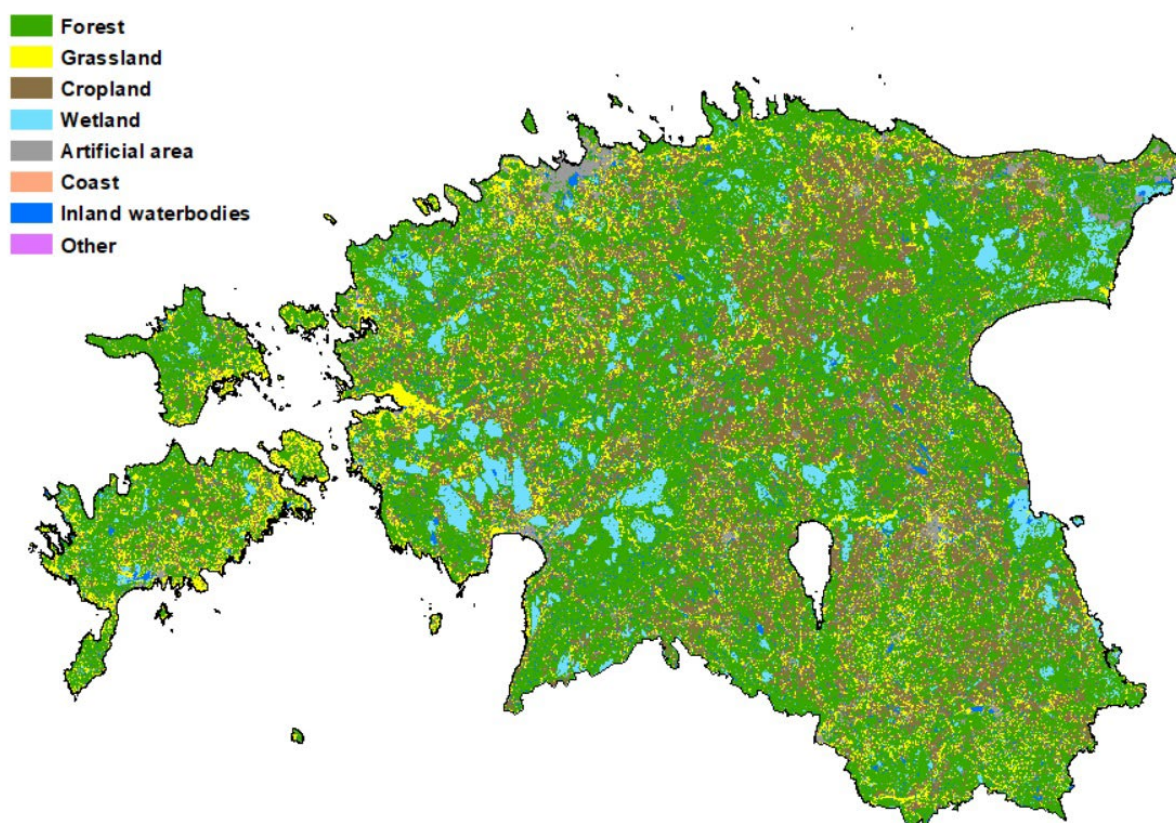 Forest
Grassland
Cropland
Wetland
Artificial area
Coast
Inland waterbodies
Other